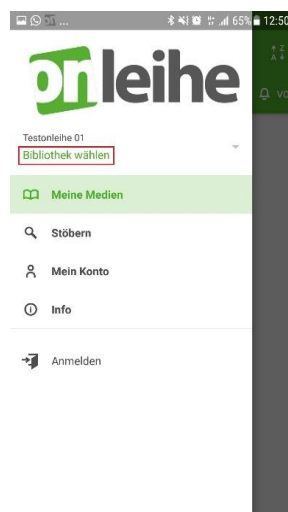 65% 12:50
onleihe
Testonleihe 01
Bibliothek wählen
Meine Medien
Stöbern
Mein Konto
Info
Anmelden